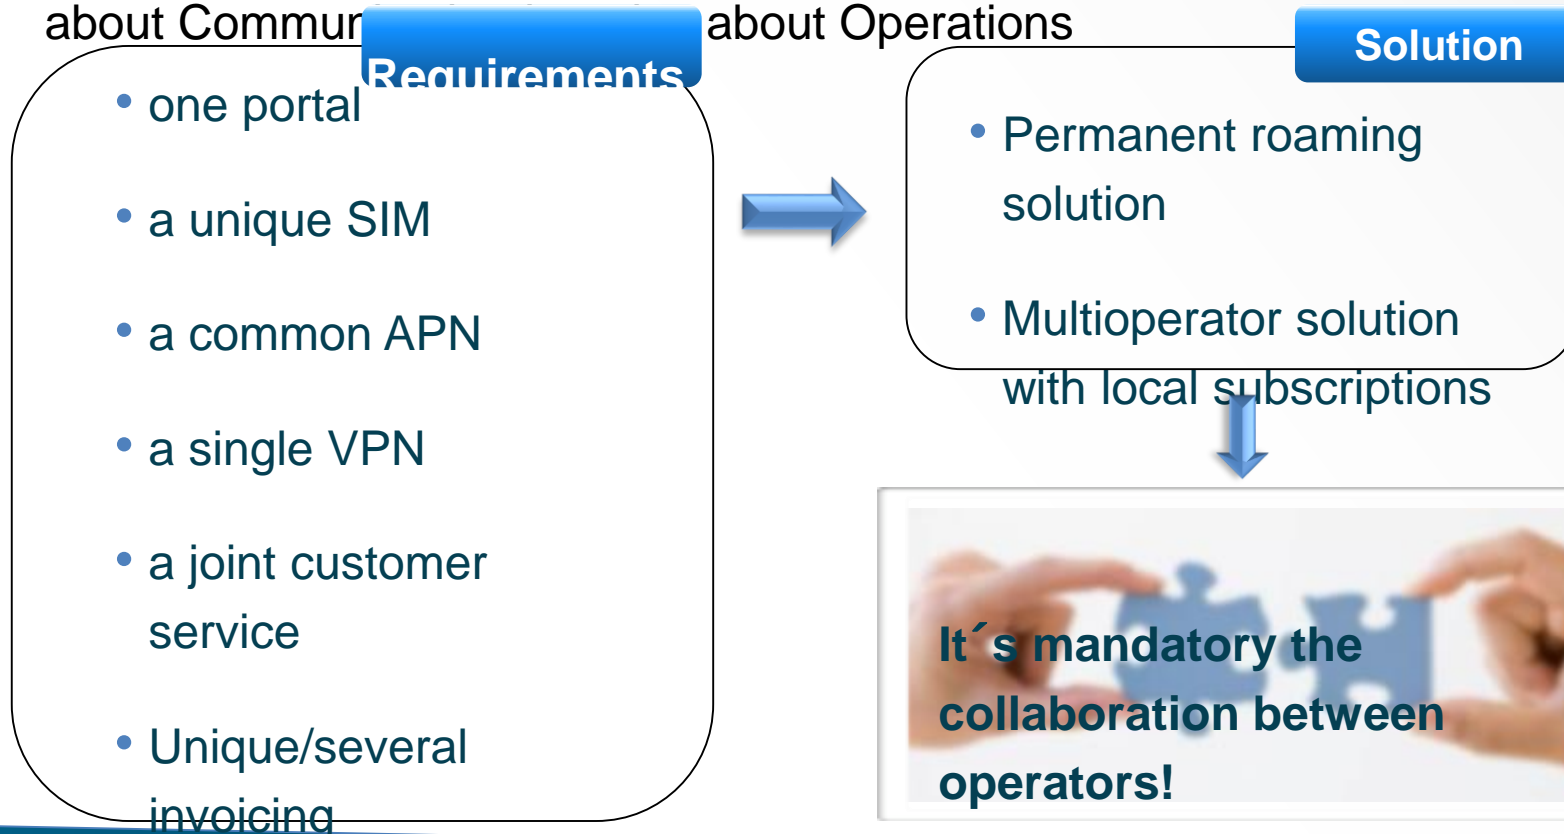 about Commun about Operations
Requirements
• one portal
• a unique SIM
• a common APN
• a single VPN
• a joint customer
service
• Unique/several
invoicing
Solution
• Permanent roaming
solution
• Multioperator solution
with local subscriptions
It´s mandatory the
collaboration between
operators!